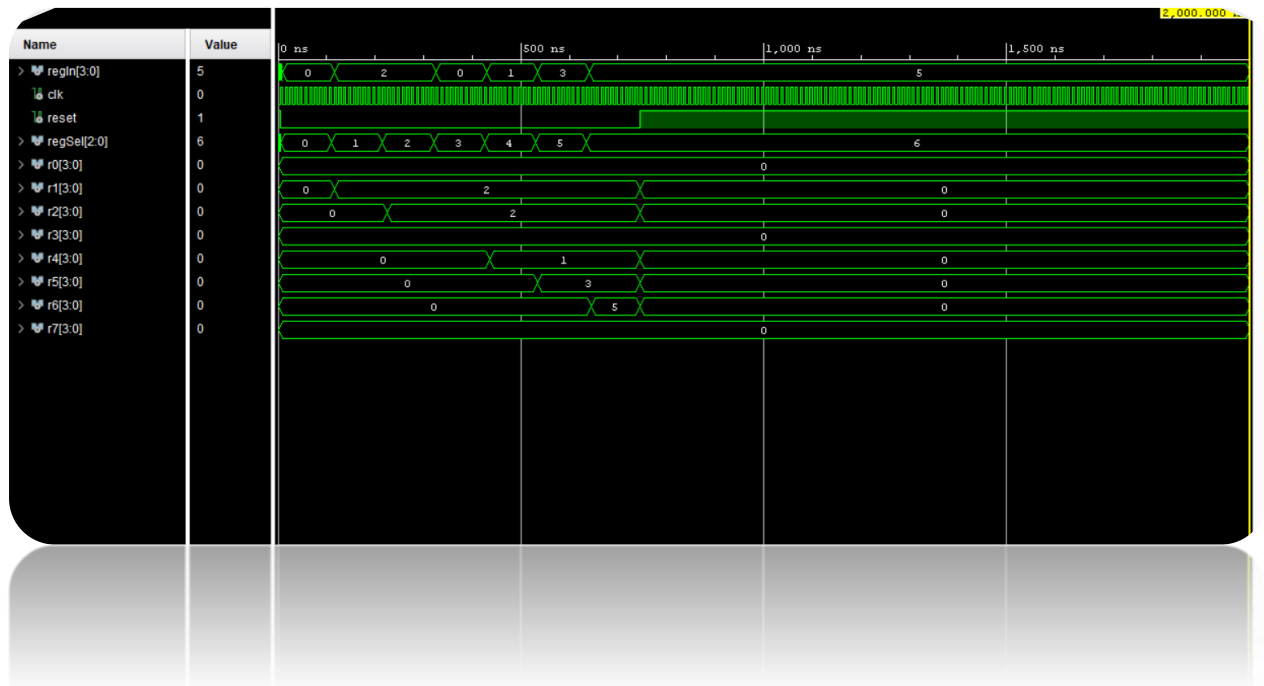 2,000.000
Name Value 0 ns 500 ns 1,000 ns 1,500 ns
regIn[3:0] 5 0 2 0 1 3 5
clk 0
reset 1
regSel[2:0] 6 0 1 2 3 4 5 6
r0[3:0] 0 0
r1[3:0] 0 0 2 0
r2[3:0] 0 0 2 0
r3[3:0] 0 0
r4[3:0] 0 0 1 0
r5[3:0] 0 0 3 0
r6[3:0] 0 0 5 0
r7[3:0] 0 0